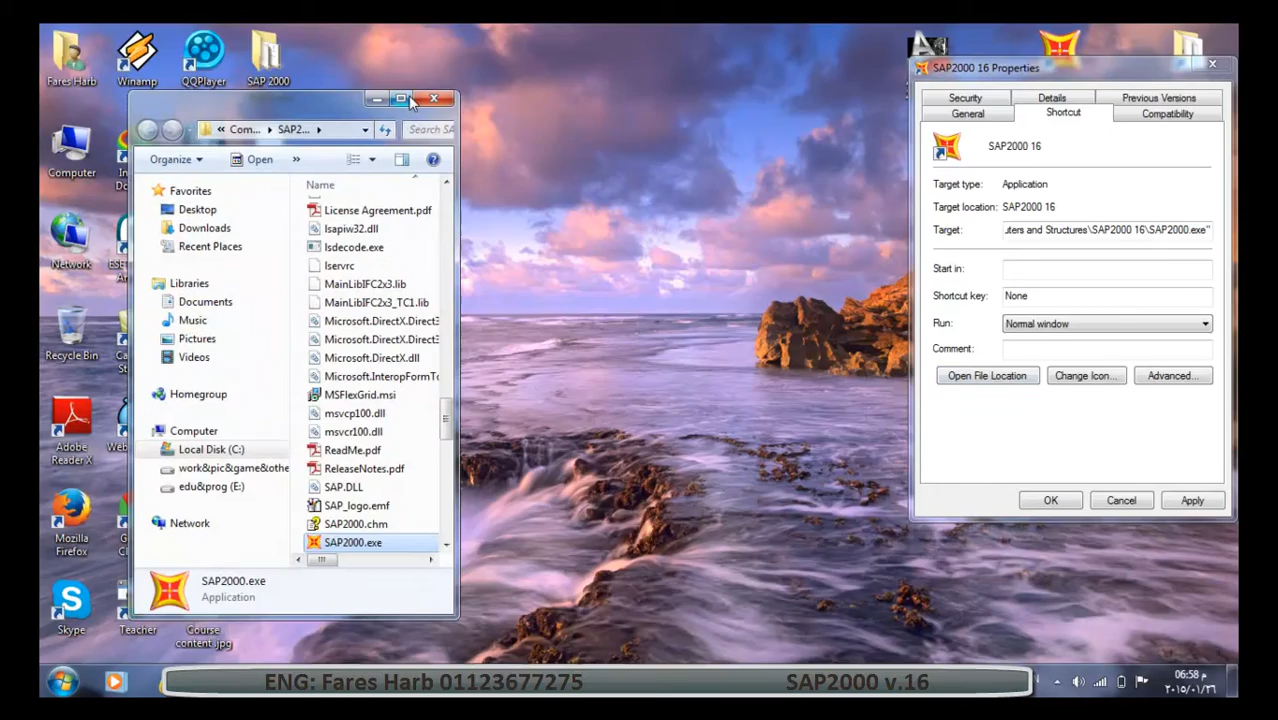 Fares Harb
Winamp
QQPlayer
SAP 2000
Computer
Network
Recycle Bin
Adobe
Reader X
Mozilla
Firefox
Skype
Teacher
Course
content.jpg
« Com... ▸ SAP2... ▸
Search SA
Organize
Open
»
Name
Favorites
Desktop
Downloads
Recent Places
Libraries
Documents
Music
Pictures
Videos
Homegroup
Computer
Local Disk (C:)
work&pic&game&othe
edu&prog (E:)
Network
License Agreement.pdf
lsapiw32.dll
lsdecode.exe
lservrc
MainLibIFC2x3.lib
MainLibIFC2x3_TC1.lib
Microsoft.DirectX.Direct3
Microsoft.DirectX.Direct3
Microsoft.DirectX.dll
Microsoft.InteropFormTo
MSFlexGrid.msi
msvcp100.dll
msvcr100.dll
ReadMe.pdf
ReleaseNotes.pdf
SAP.DLL
SAP_logo.emf
SAP2000.chm
SAP2000.exe
SAP2000.exe
Application
SAP2000 16 Properties
Security
Details
Previous Versions
General
Shortcut
Compatibility
SAP2000 16
Target type: Application
Target location: SAP2000 16
Target: uters and Structures\SAP2000 16\SAP2000.exe"
Start in:
Shortcut key: None
Run: Normal window
Comment:
Open File Location
Change Icon...
Advanced...
OK
Cancel
Apply
ENG: Fares Harb 01123677275
SAP2000 v.16
06:58 م
٢٠١٥/٠١/٢٦